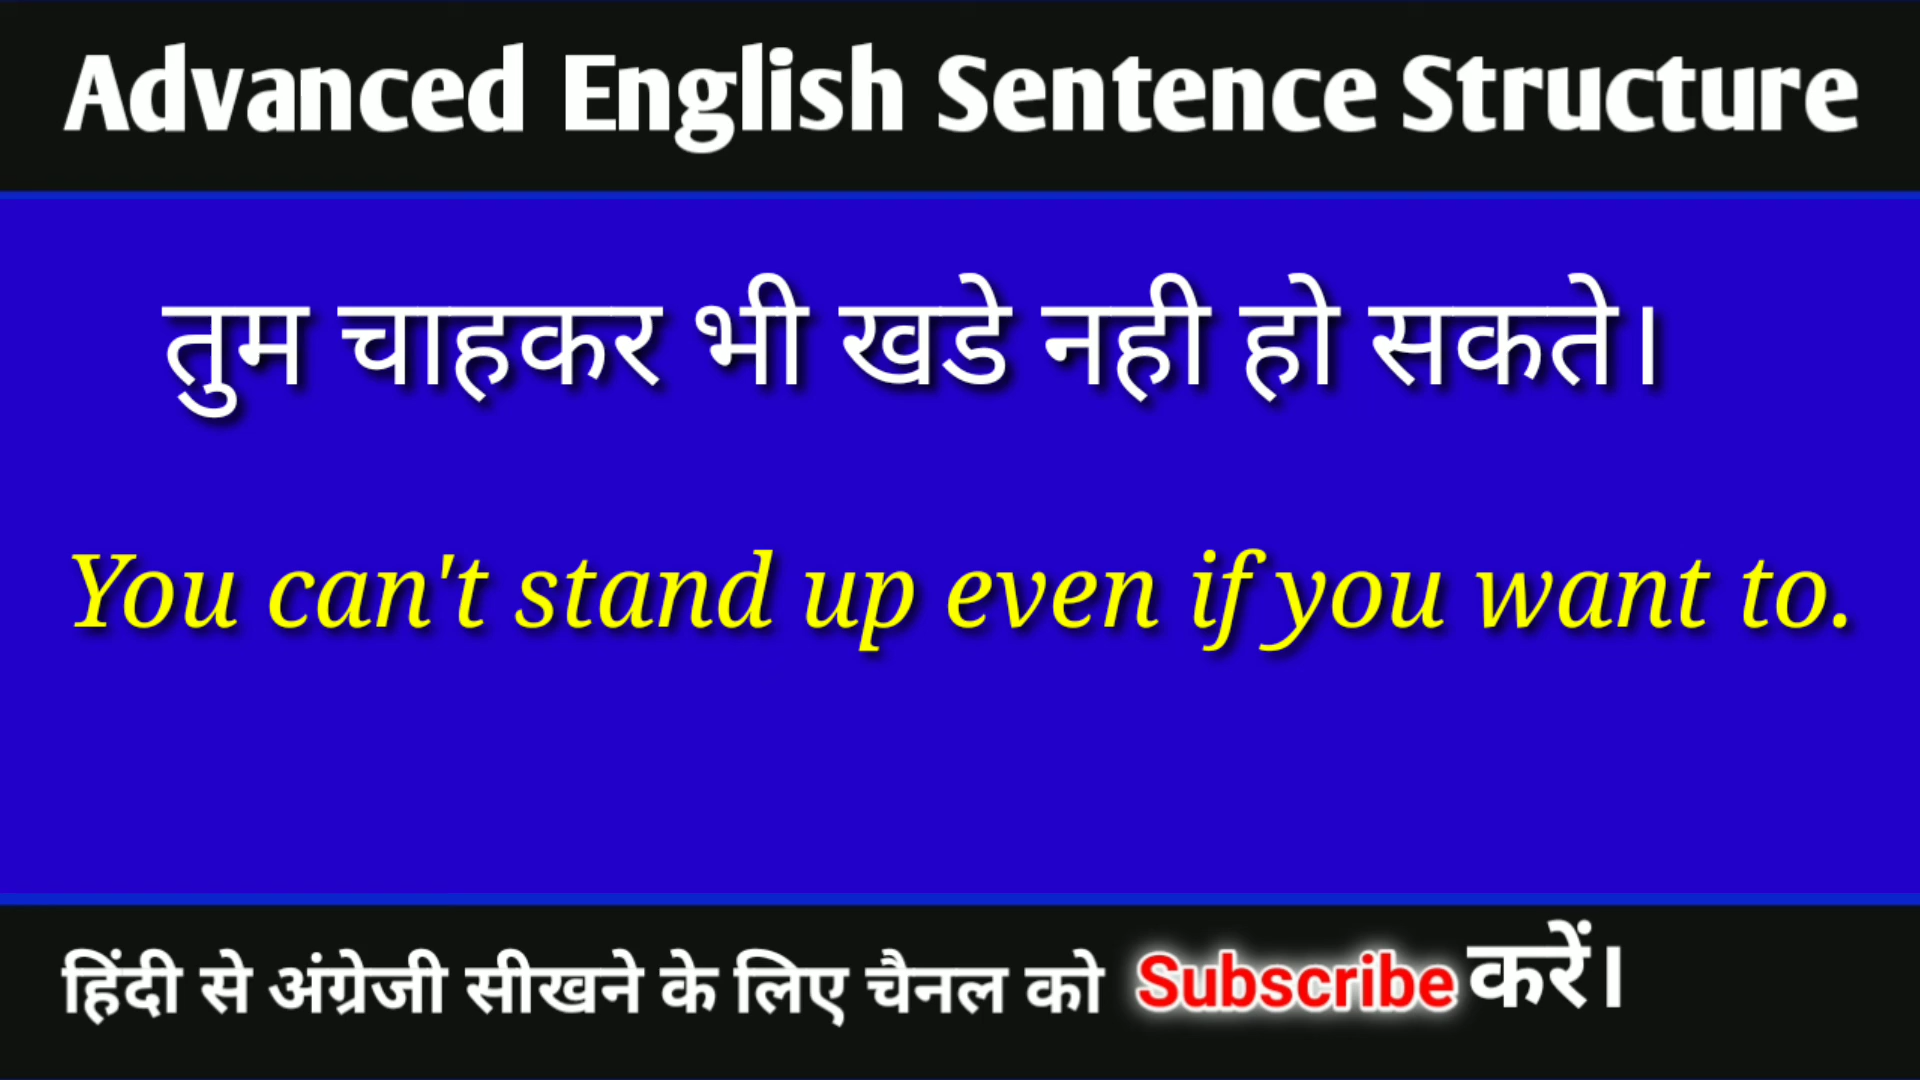 Advanced English Sentence Structure
तुम चाहकर भी खडे नही हो सकते।
You can't stand up even if you want to.
हिंदी से अंग्रेजी सीखने के लिए चैनल को Subscribe करें।